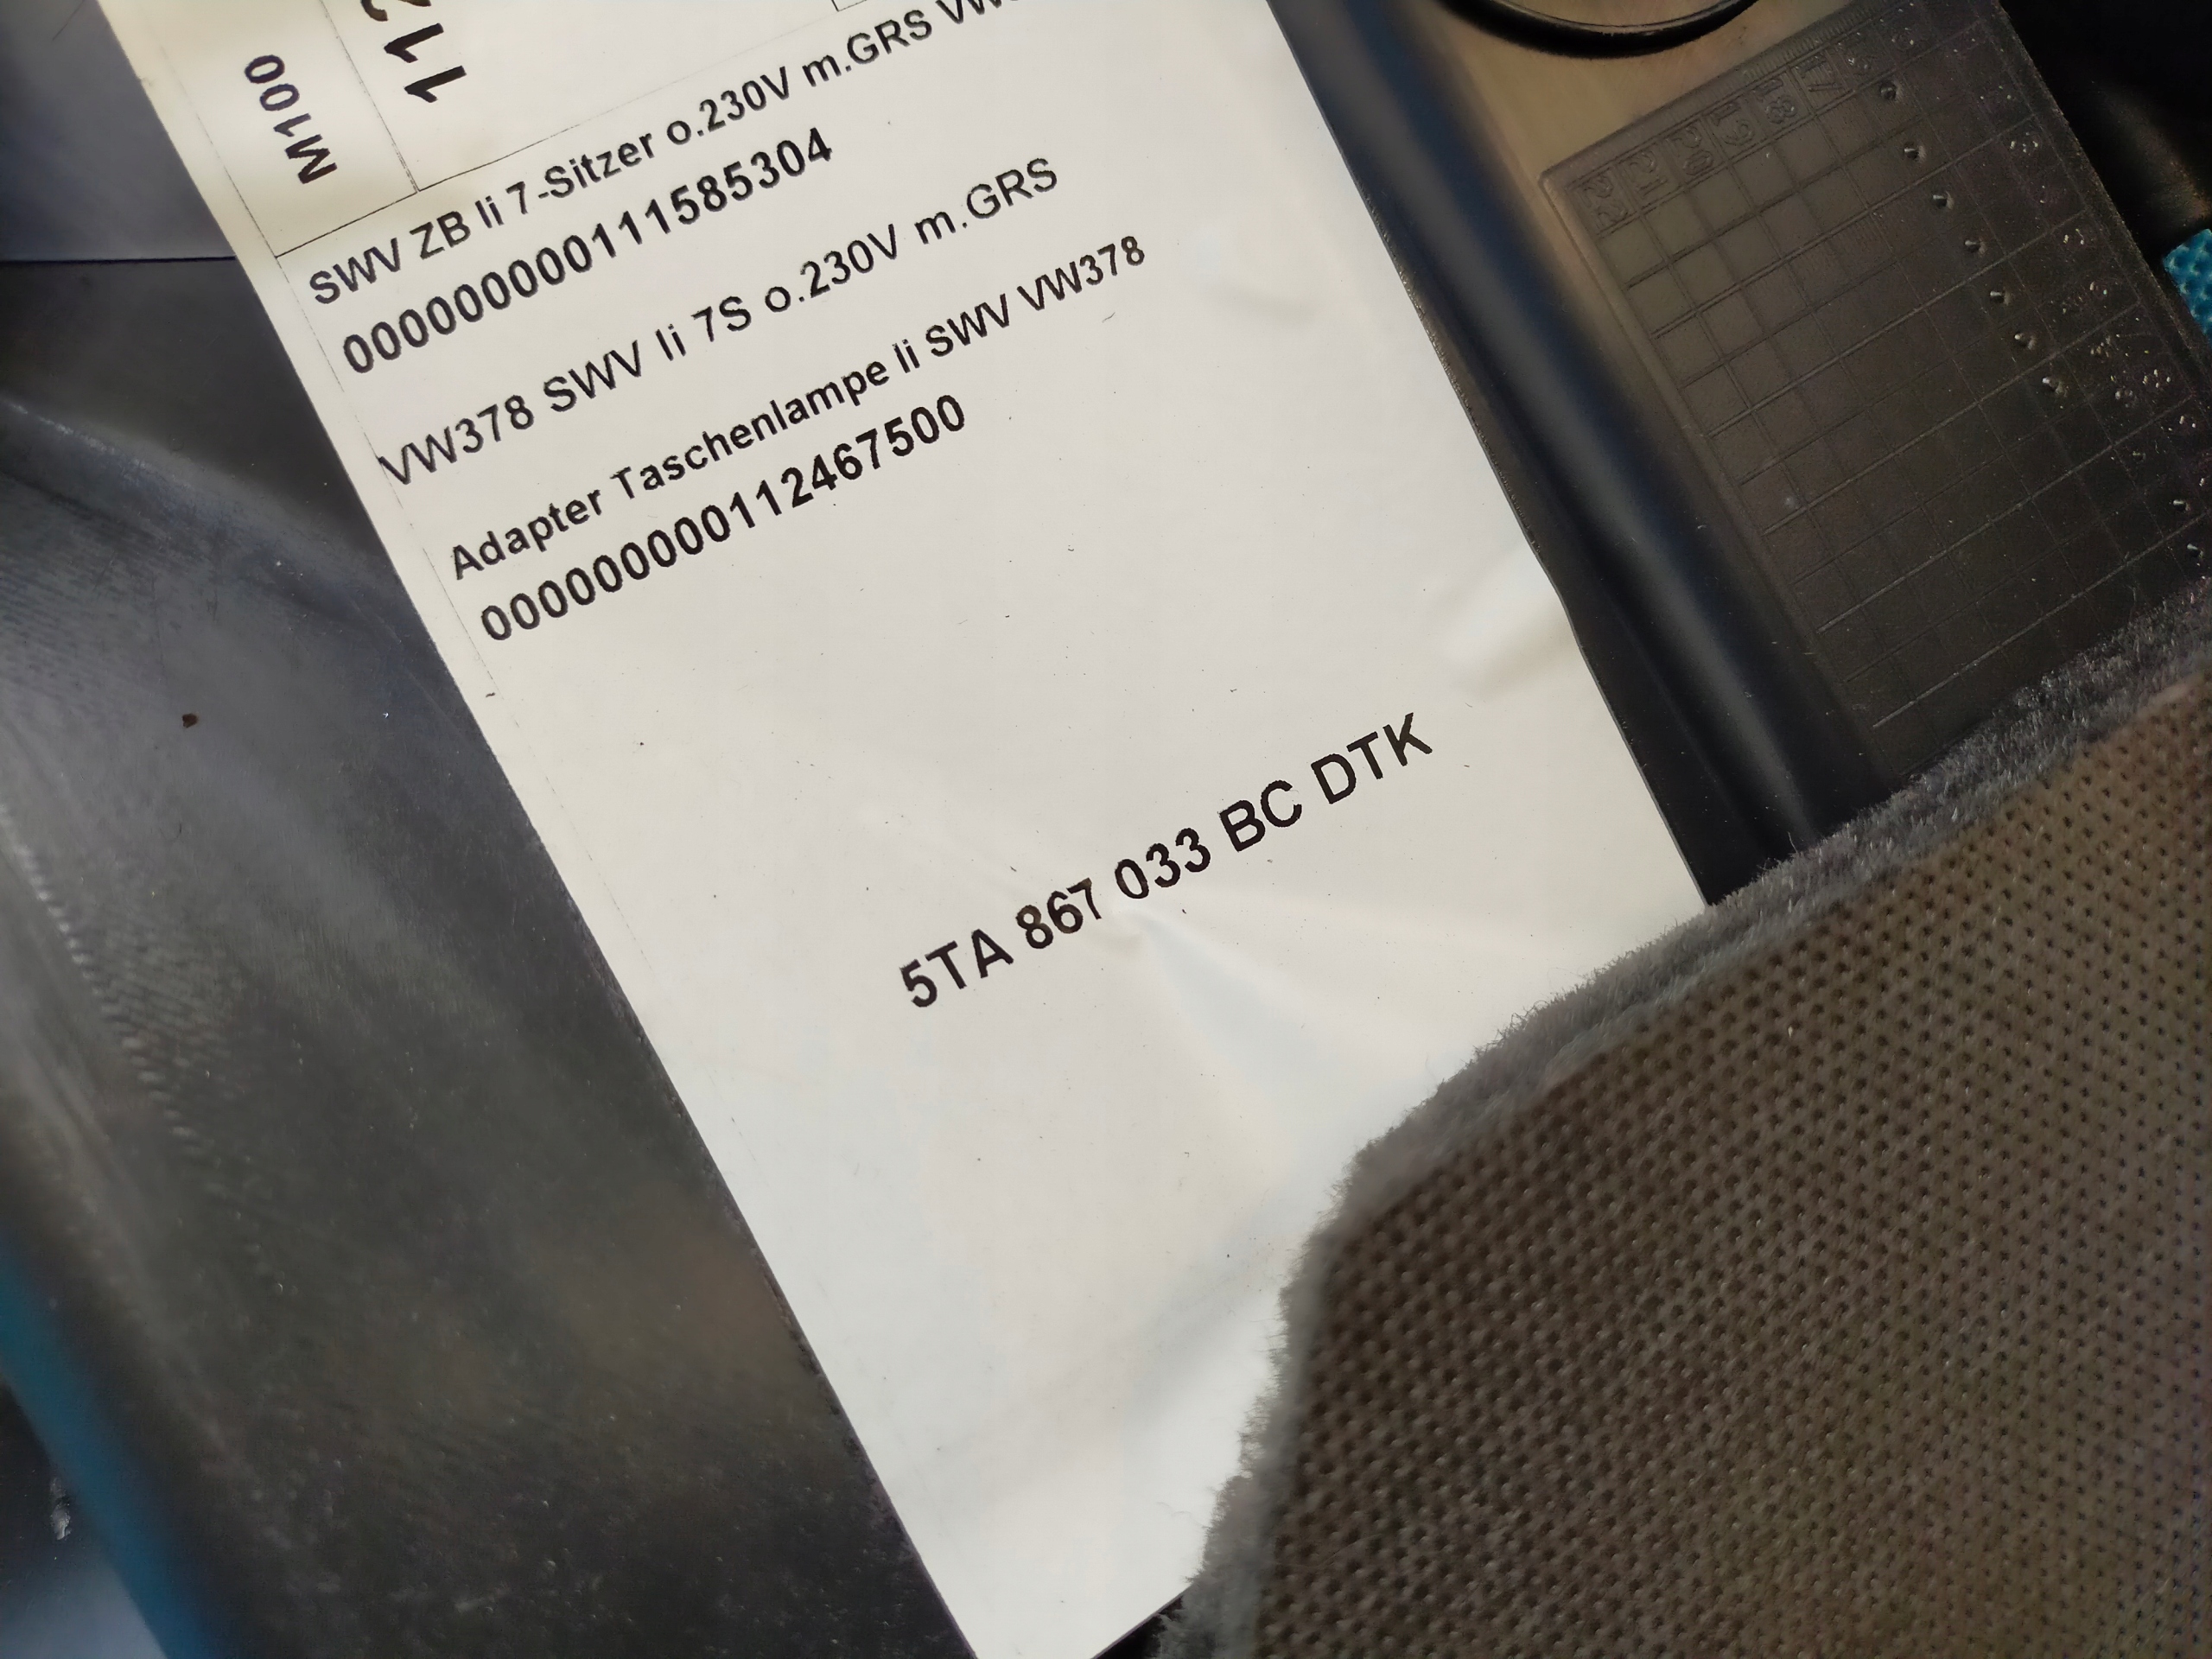 M100
SWV ZB li 7-Sitzer o.230V m.GRS
000000000111585304
VW378 SWV li 7S o.230V m.GRS
Adapter Taschenlampe li SWV VW378
000000000112467500
5TA 867 033 BC DTK